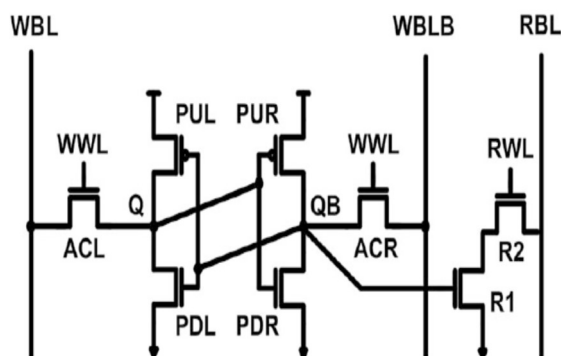 WBL WBLB RBL
PUL PUR
WWL WWL RWL
Q QB
ACL ACR R2
R1
PDL PDR